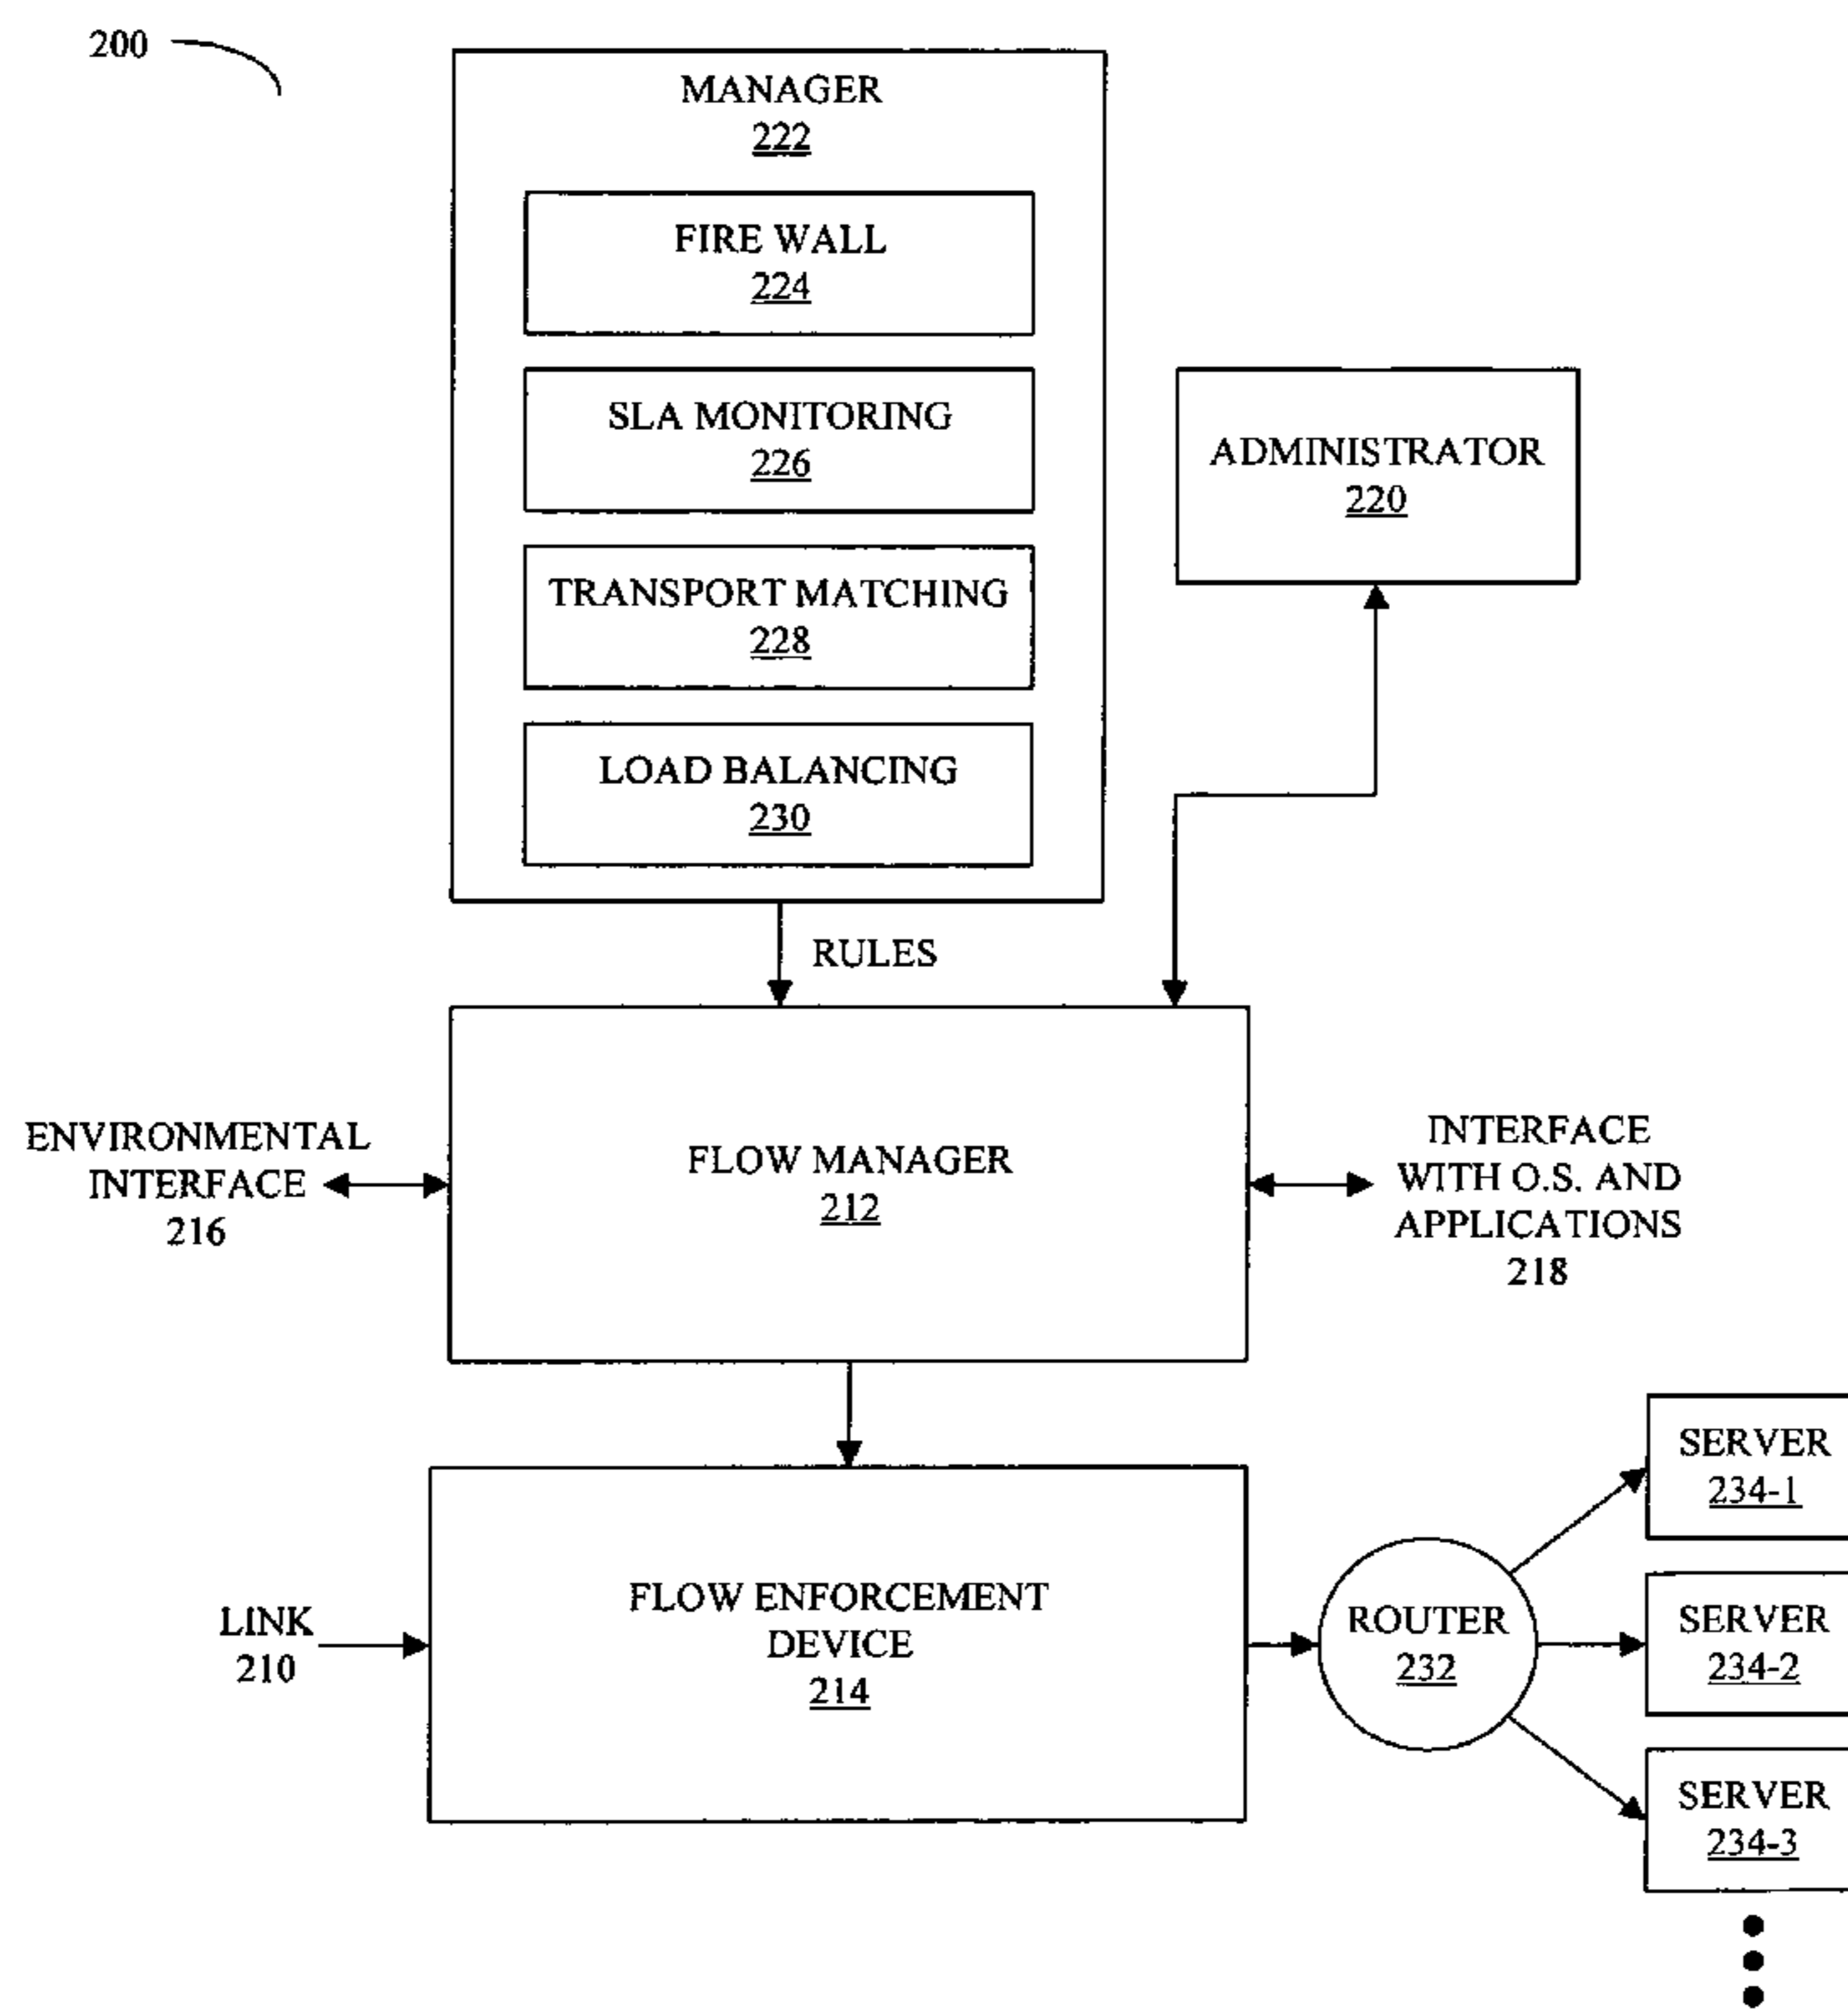 200
MANAGER
222
FIRE WALL
224
SLA MONITORING
226
TRANSPORT MATCHING
228
LOAD BALANCING
230
ADMINISTRATOR
220
RULES
ENVIRONMENTAL
INTERFACE
216
FLOW MANAGER
212
INTERFACE
WITH O.S. AND
APPLICATIONS
218
LINK
210
FLOW ENFORCEMENT
DEVICE
214
ROUTER
232
SERVER
234-1
SERVER
234-2
SERVER
234-3